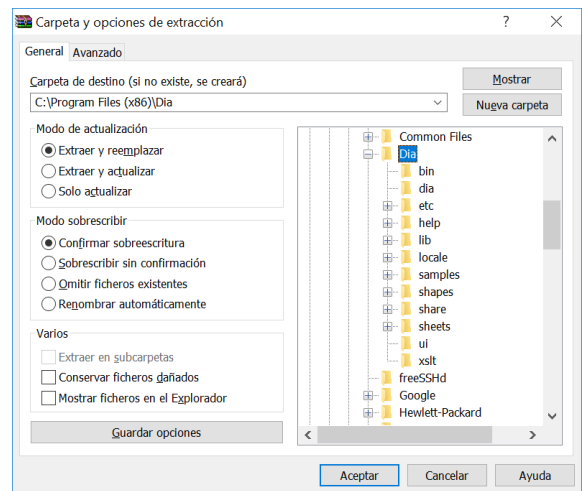 Carpeta y opciones de extracción
General Avanzado
Carpeta de destino (si no existe, se creará)
Mostrar
C:\Program Files (x86)\Dia
Nueva carpeta
Modo de actualización
Extraer y reemplazar
Extraer y actualizar
Solo actualizar
Modo sobrescribir
Confirmar sobreescritura
Sobrescribir sin confirmación
Omitir ficheros existentes
Renombrar automáticamente
Varios
Extraer en subcarpetas
Conservar ficheros dañados
Mostrar ficheros en el Explorador
Guardar opciones
Common Files
Dia
bin
dia
etc
help
lib
locale
samples
shapes
share
sheets
ui
xslt
freeSSHd
Google
Hewlett-Packard
Aceptar Cancelar Ayuda